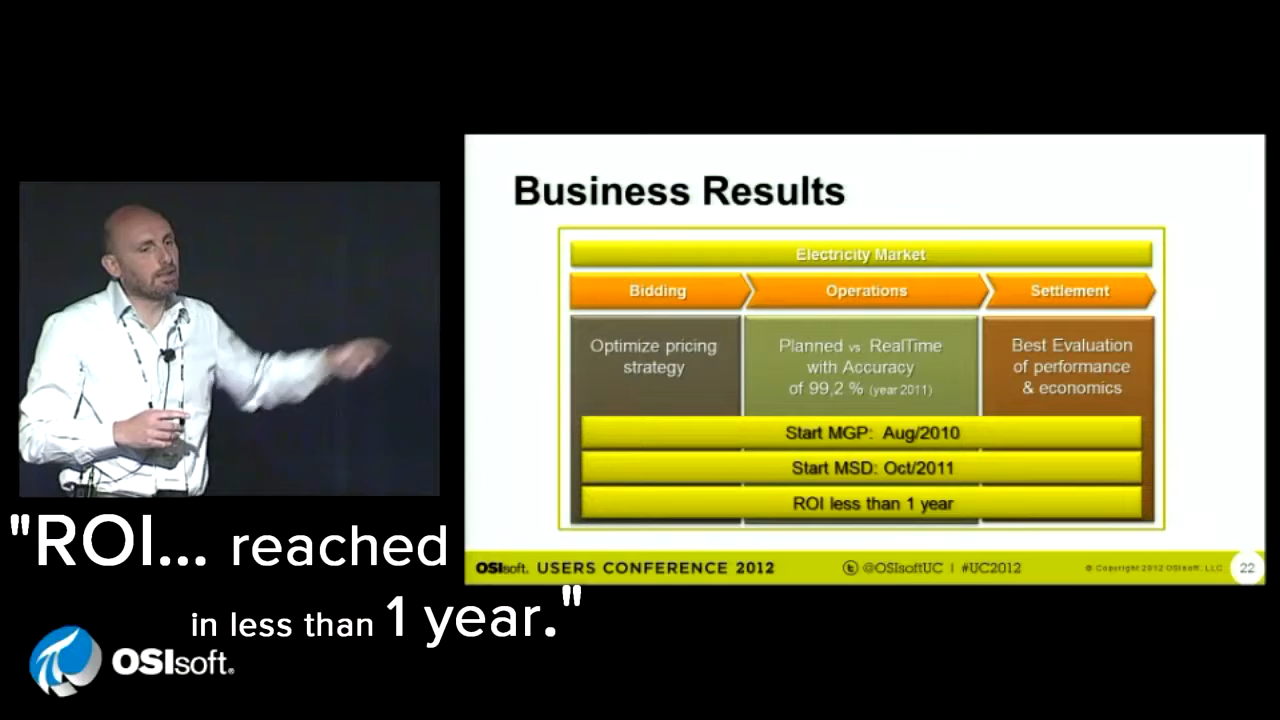 Business Results
Electricity Market
Bidding
Operations
Settlement
Optimize pricing
strategy
Planned vs RealTime
with Accuracy
of 99,2 % (year 2011)
Best Evaluation
of performance
& economics
Start MGP: Aug/2010
Start MSD: Oct/2011
ROI less than 1 year
OSIsoft. USERS CONFERENCE 2012
@OSIsoftUC | #UC2012
© Copyright 2012 OSIsoft, LLC
22
"ROI... reached
in less than 1 year."
OSIsoft.